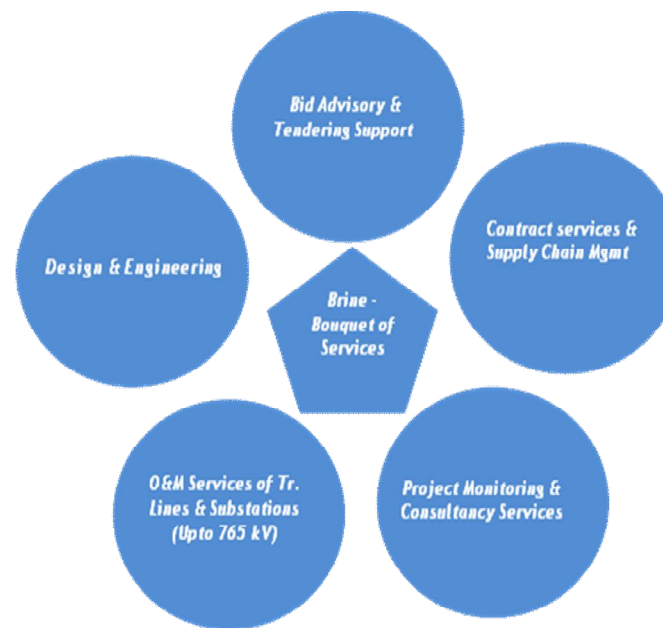 Bid Advisory &
Tendering Support
Contract services &
Supply Chain Mgmt
Design & Engineering
Brine -
Bouquet of
Services
O&M Services of Tr.
Lines & Substations
(Upto 765 kV)
Project Monitoring &
Consultancy Services